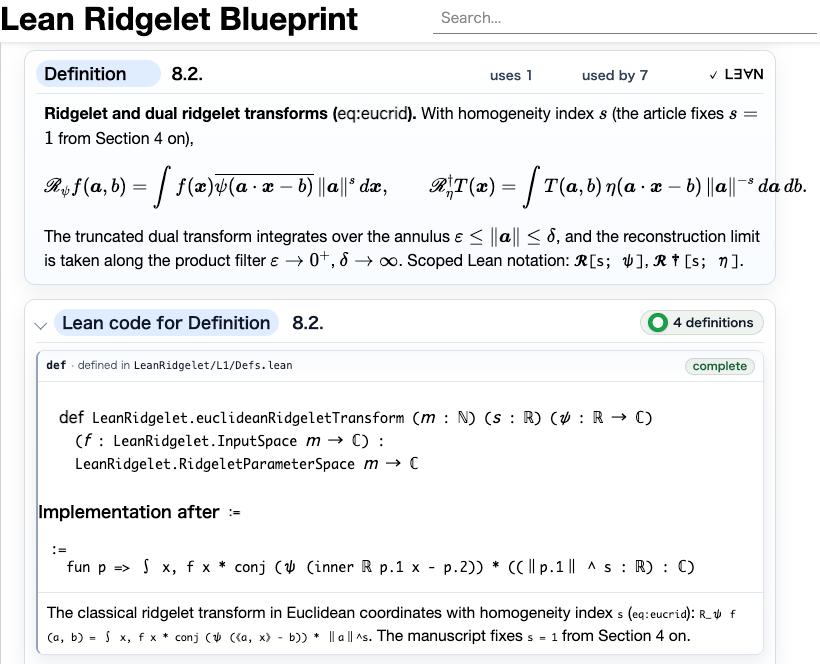 Lean Ridgelet Blueprint
Search...
Definition 8.2. uses 1 used by 7 ✓ L∃∀N
Ridgelet and dual ridgelet transforms (eq:eucrid). With homogeneity index s (the article fixes s =
1 from Section 4 on),
ℛ_ψ f(a, b) = ∫ f(x) \overline{ψ(a · x − b)} ‖a‖^s dx, ℛ_η^† T(x) = ∫ T(a, b) η(a · x − b) ‖a‖^{−s} da db.
The truncated dual transform integrates over the annulus ε ≤ ‖a‖ ≤ δ, and the reconstruction limit
is taken along the product filter ε → 0⁺, δ → ∞. Scoped Lean notation: 𝓡[s; ψ], 𝓡†[s; η].
Lean code for Definition 8.2. 4 definitions
def · defined in LeanRidgelet/L1/Defs.lean complete
def LeanRidgelet.euclideanRidgeletTransform (m : ℕ) (s : ℝ) (ψ : ℝ → ℂ)
(f : LeanRidgelet.InputSpace m → ℂ) :
LeanRidgelet.RidgeletParameterSpace m → ℂ
Implementation after :=
:=
fun p => ∫ x, f x * conj (ψ (inner ℝ p.1 x - p.2)) * ((‖p.1‖ ^ s : ℝ) : ℂ)
The classical ridgelet transform in Euclidean coordinates with homogeneity index s (eq:eucrid): R_ψ f
(a, b) = ∫ x, f x * conj (ψ (⟪a, x⟫ - b)) * ‖a‖^s. The manuscript fixes s = 1 from Section 4 on.